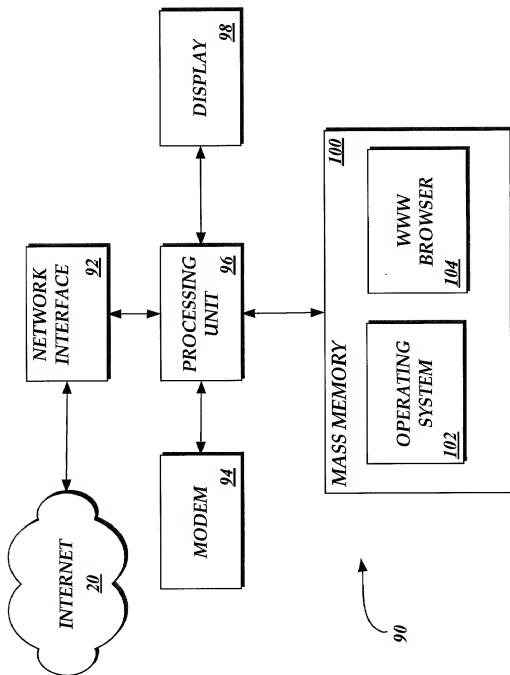 INTERNET
20
NETWORK
INTERFACE
92
MODEM
94
PROCESSING
UNIT
96
DISPLAY
98
MASS MEMORY
100
OPERATING
SYSTEM
102
WWW
BROWSER
104
90